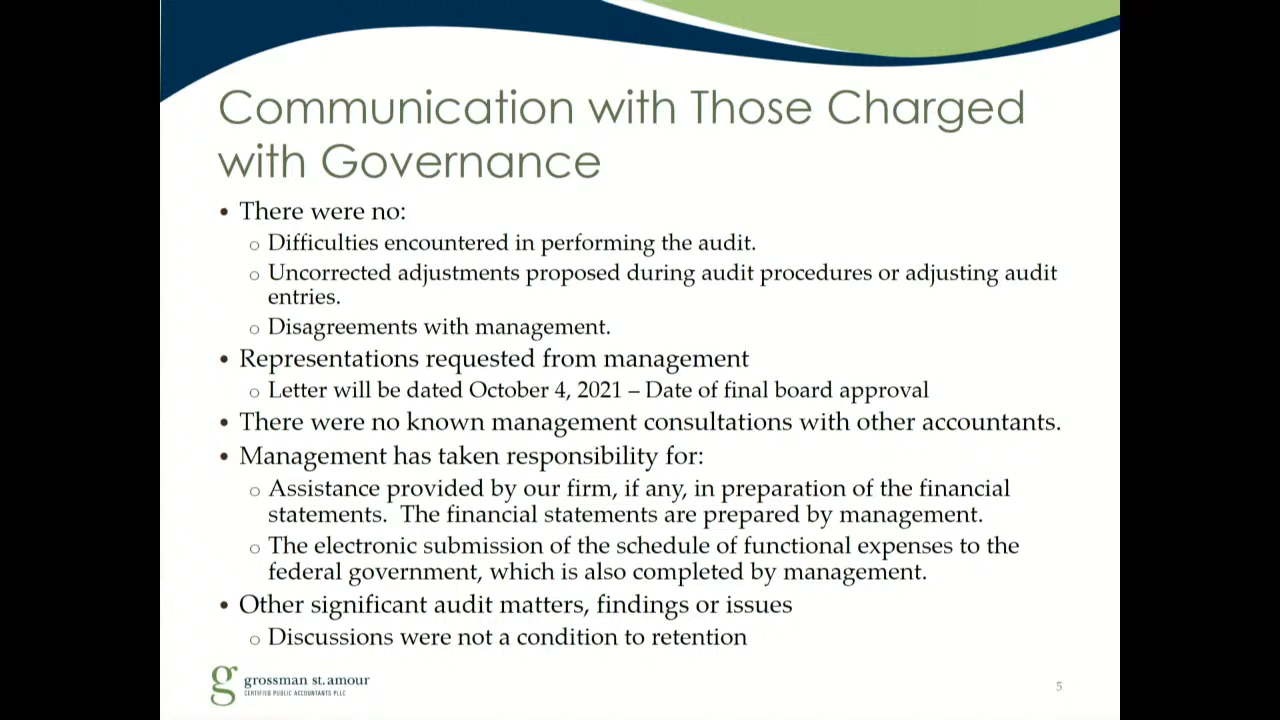 Communication with Those Charged
with Governance
• There were no:
o Difficulties encountered in performing the audit.
o Uncorrected adjustments proposed during audit procedures or adjusting audit
entries.
o Disagreements with management.
• Representations requested from management
o Letter will be dated October 4, 2021 – Date of final board approval
• There were no known management consultations with other accountants.
• Management has taken responsibility for:
o Assistance provided by our firm, if any, in preparation of the financial
statements.  The financial statements are prepared by management.
o The electronic submission of the schedule of functional expenses to the
federal government, which is also completed by management.
• Other significant audit matters, findings or issues
o Discussions were not a condition to retention
g
grossman st. amour
CERTIFIED PUBLIC ACCOUNTANTS PLLC
5